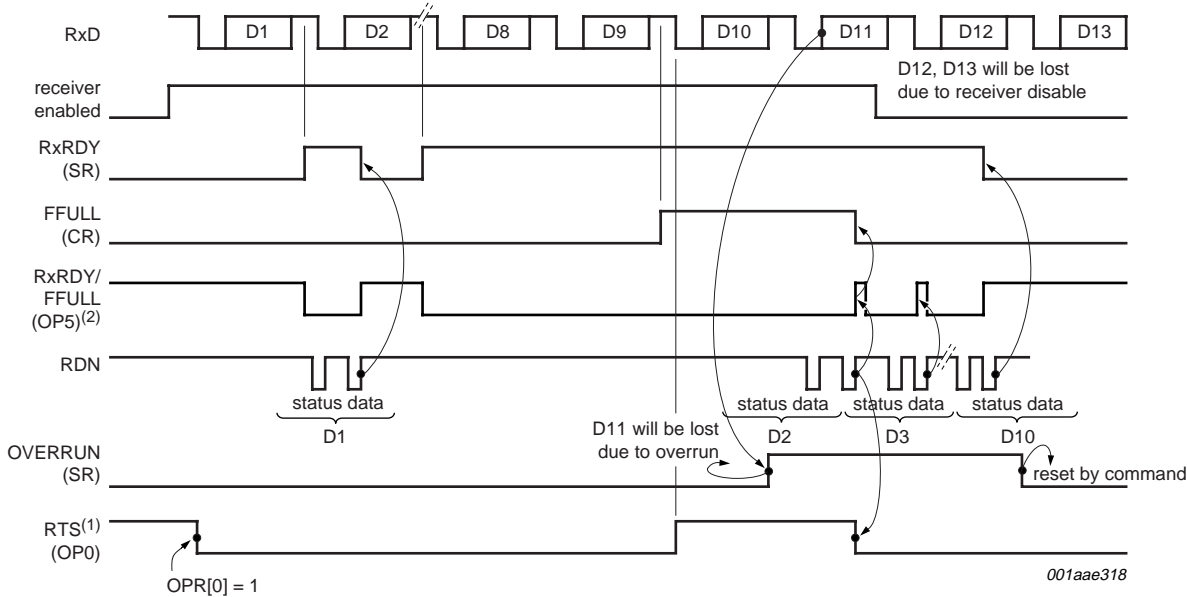 RxD
D1
D2
D8
D9
D10
D11
D12
D13
D12, D13 will be lost
due to receiver disable
receiver
enabled
RxRDY
(SR)
FFULL
(CR)
RxRDY/
FFULL
(OP5)(2)
RDN
status data
D1
status data
D2
status data
D3
status data
D10
D11 will be lost
due to overrun
OVERRUN
(SR)
reset by command
RTS(1)
(OP0)
OPR[0] = 1
001aae318